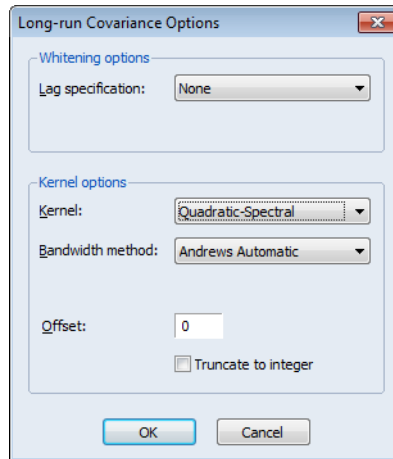 Long-run Covariance Options
Whitening options
Lag specification: None
Kernel options
Kernel: Quadratic-Spectral
Bandwidth method: Andrews Automatic
Offset: 0
Truncate to integer
OK Cancel